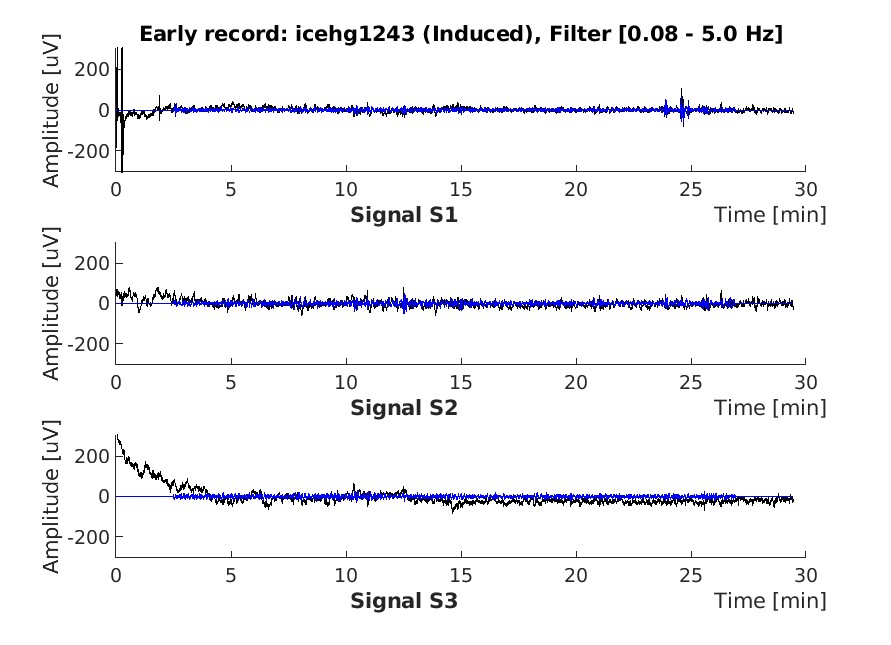 Early record: icehg1243 (Induced), Filter [0.08 - 5.0 Hz]
Amplitude [uV]
200
0
-200
0 5 10 15 20 25 30
Signal S1 Time [min]
Amplitude [uV]
200
0
-200
0 5 10 15 20 25 30
Signal S2 Time [min]
Amplitude [uV]
200
0
-200
0 5 10 15 20 25 30
Signal S3 Time [min]